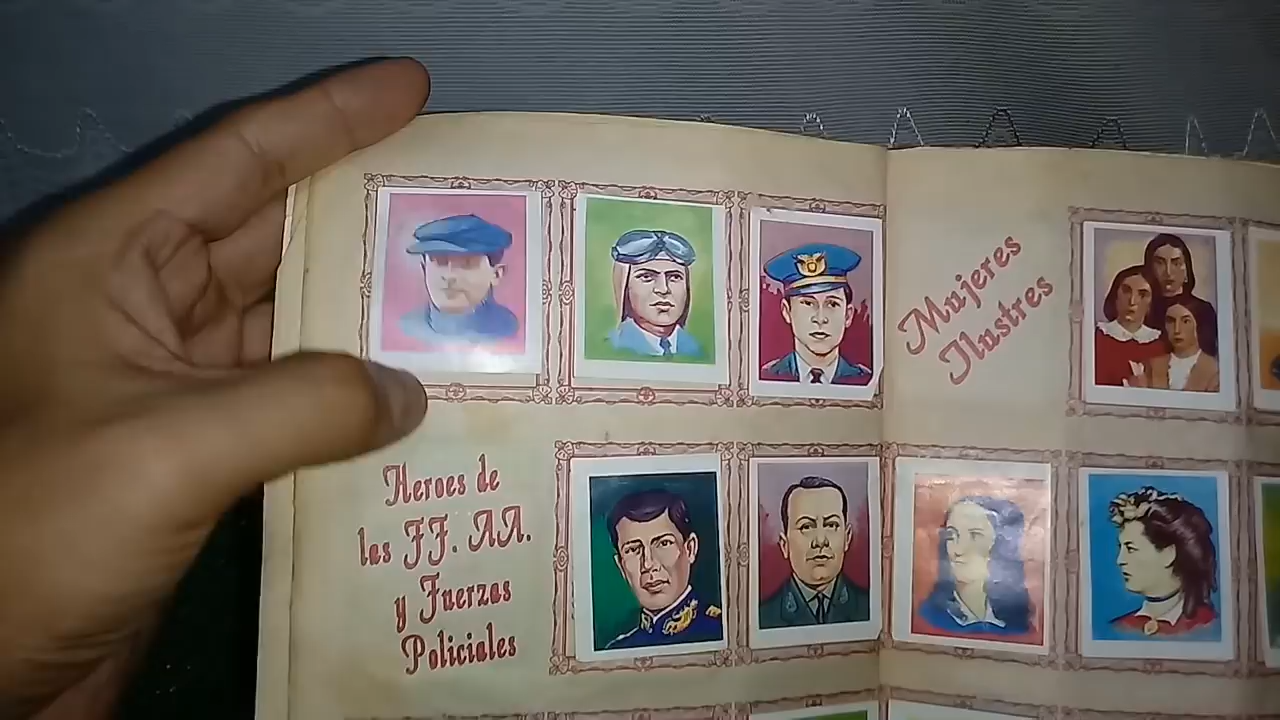 Heroes de
las FF. AA.
y Fuerzas
Policiales
Mujeres
Ilustres